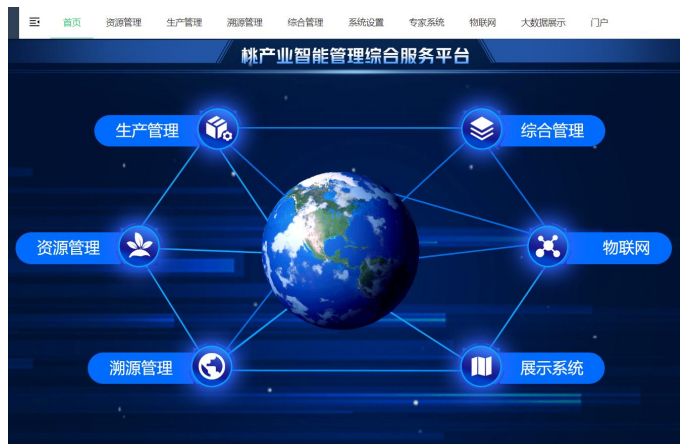 首页 资源管理 生产管理 溯源管理 综合管理 系统设置 专家系统 物联网 大数据展示 门户
桃产业智能管理综合服务平台
生产管理 综合管理
资源管理 物联网
溯源管理 展示系统